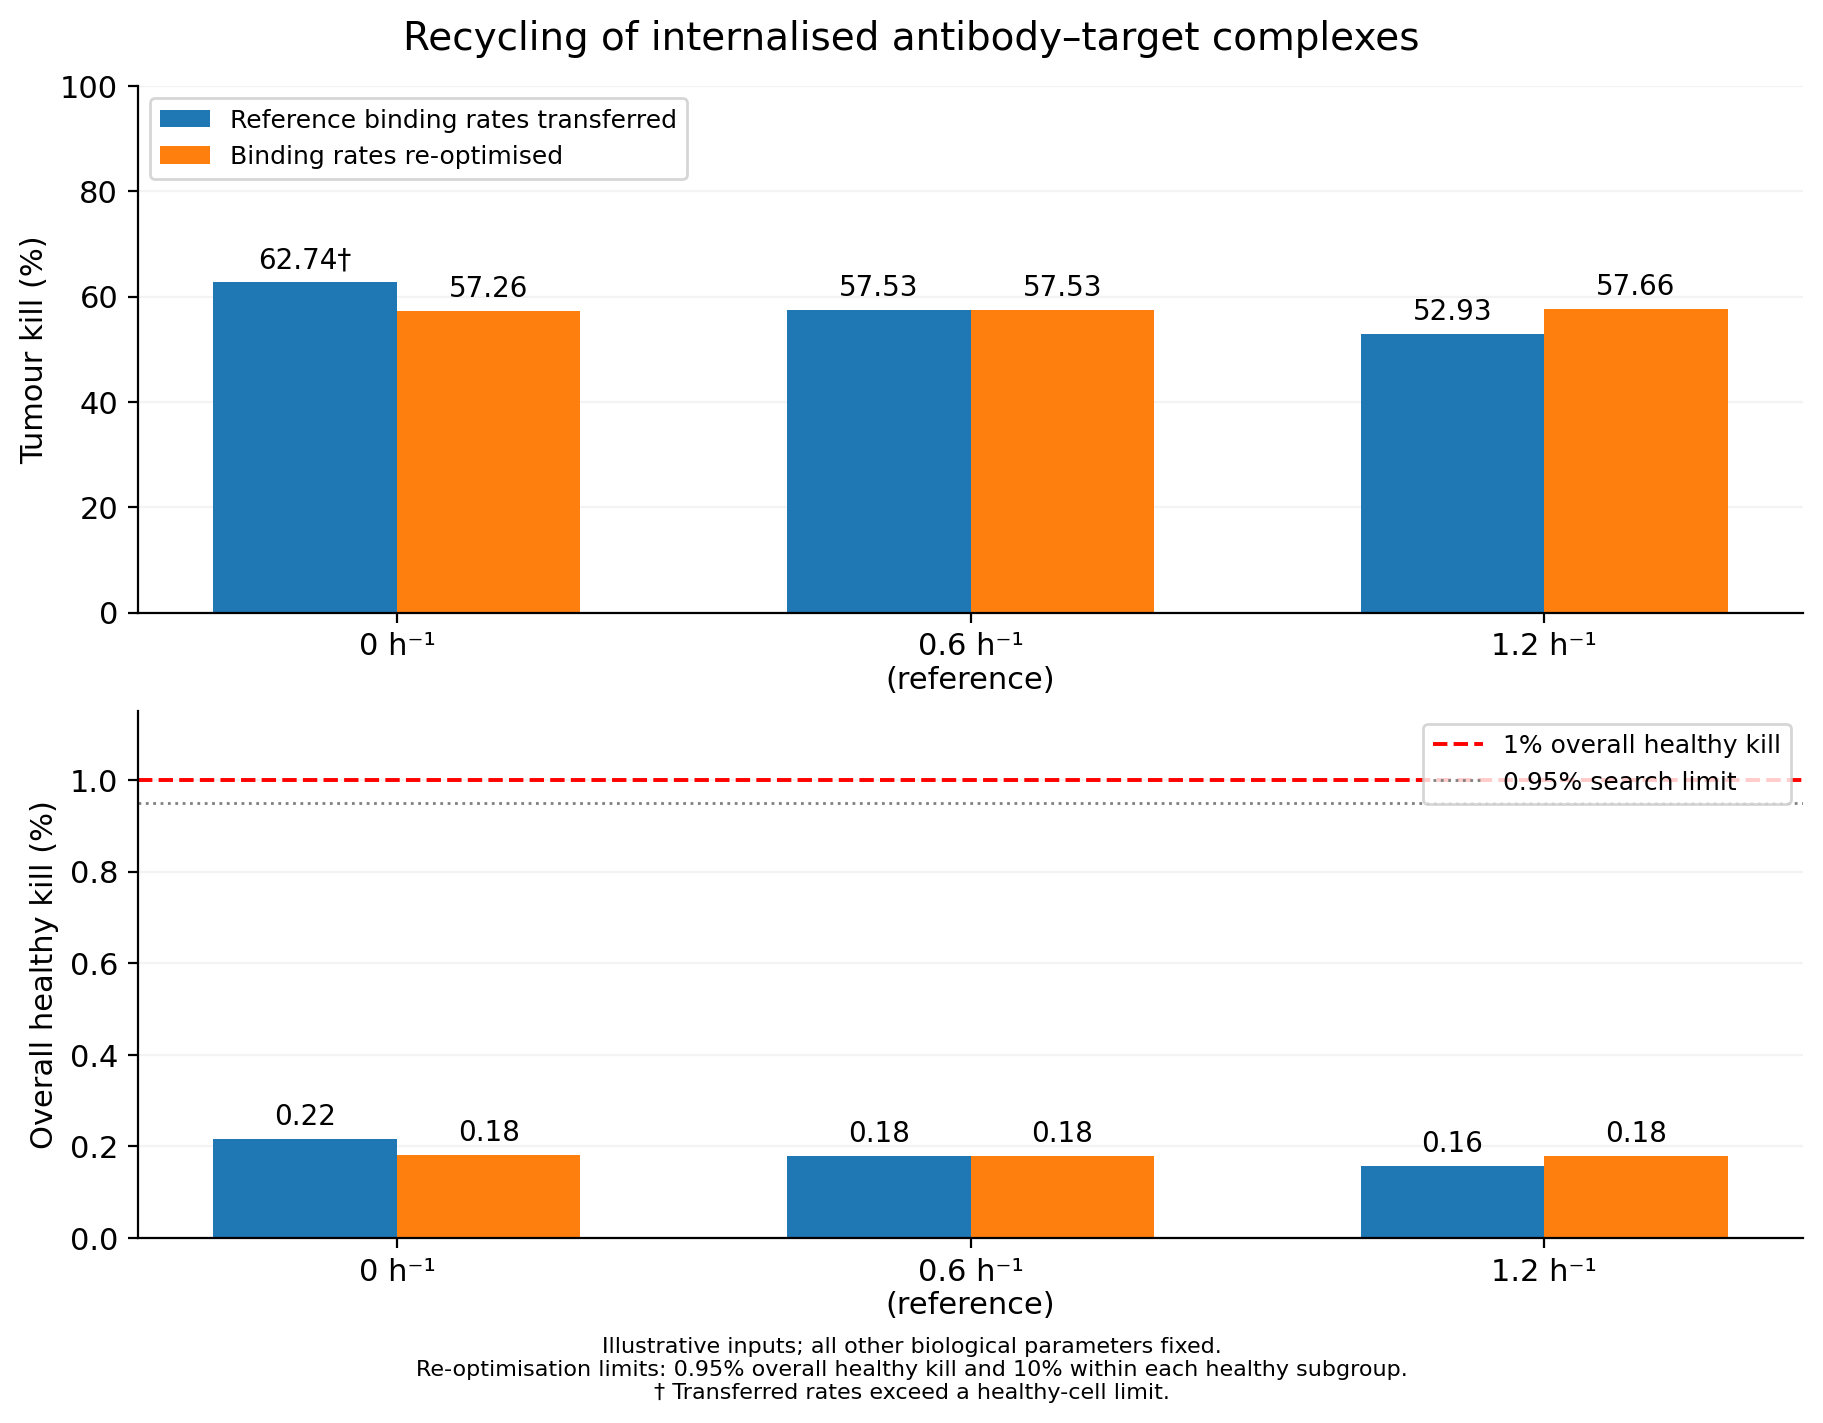 Recycling of internalised antibody–target complexes
Tumour kill (%)
100
80
60
40
20
0
Reference binding rates transferred
Binding rates re-optimised
62.74†
57.26
57.53
57.53
52.93
57.66
0 h⁻¹
0.6 h⁻¹
(reference)
1.2 h⁻¹
Overall healthy kill (%)
1.0
0.8
0.6
0.4
0.2
0.0
1% overall healthy kill
0.95% search limit
0.22
0.18
0.18
0.18
0.16
0.18
0 h⁻¹
0.6 h⁻¹
(reference)
1.2 h⁻¹
Illustrative inputs; all other biological parameters fixed.
Re-optimisation limits: 0.95% overall healthy kill and 10% within each healthy subgroup.
† Transferred rates exceed a healthy-cell limit.